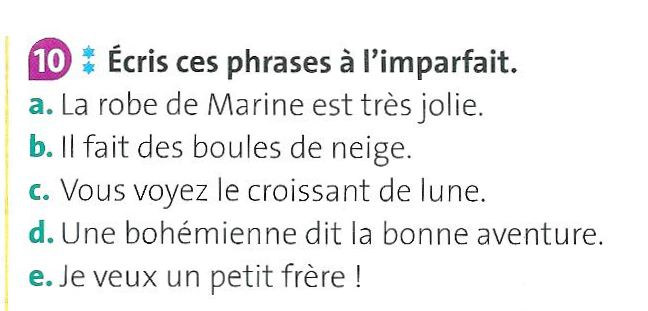 10 ** Écris ces phrases à l'imparfait.
a. La robe de Marine est très jolie.
b. Il fait des boules de neige.
c. Vous voyez le croissant de lune.
d. Une bohémienne dit la bonne aventure.
e. Je veux un petit frère !